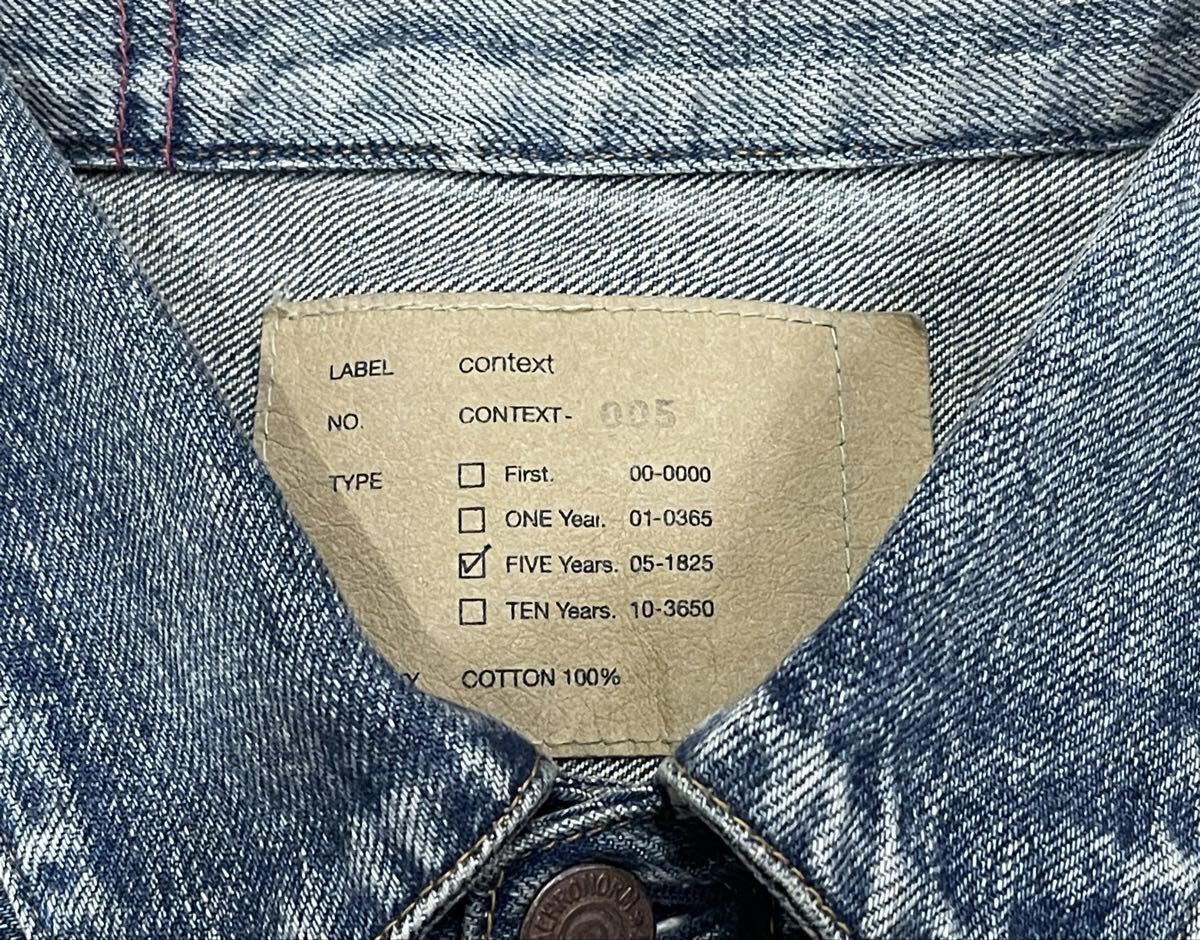 LABEL context
NO. CONTEXT- 005
TYPE First. 00-0000
ONE Year. 01-0365
FIVE Years. 05-1825
TEN Years. 10-3650
COTTON 100%